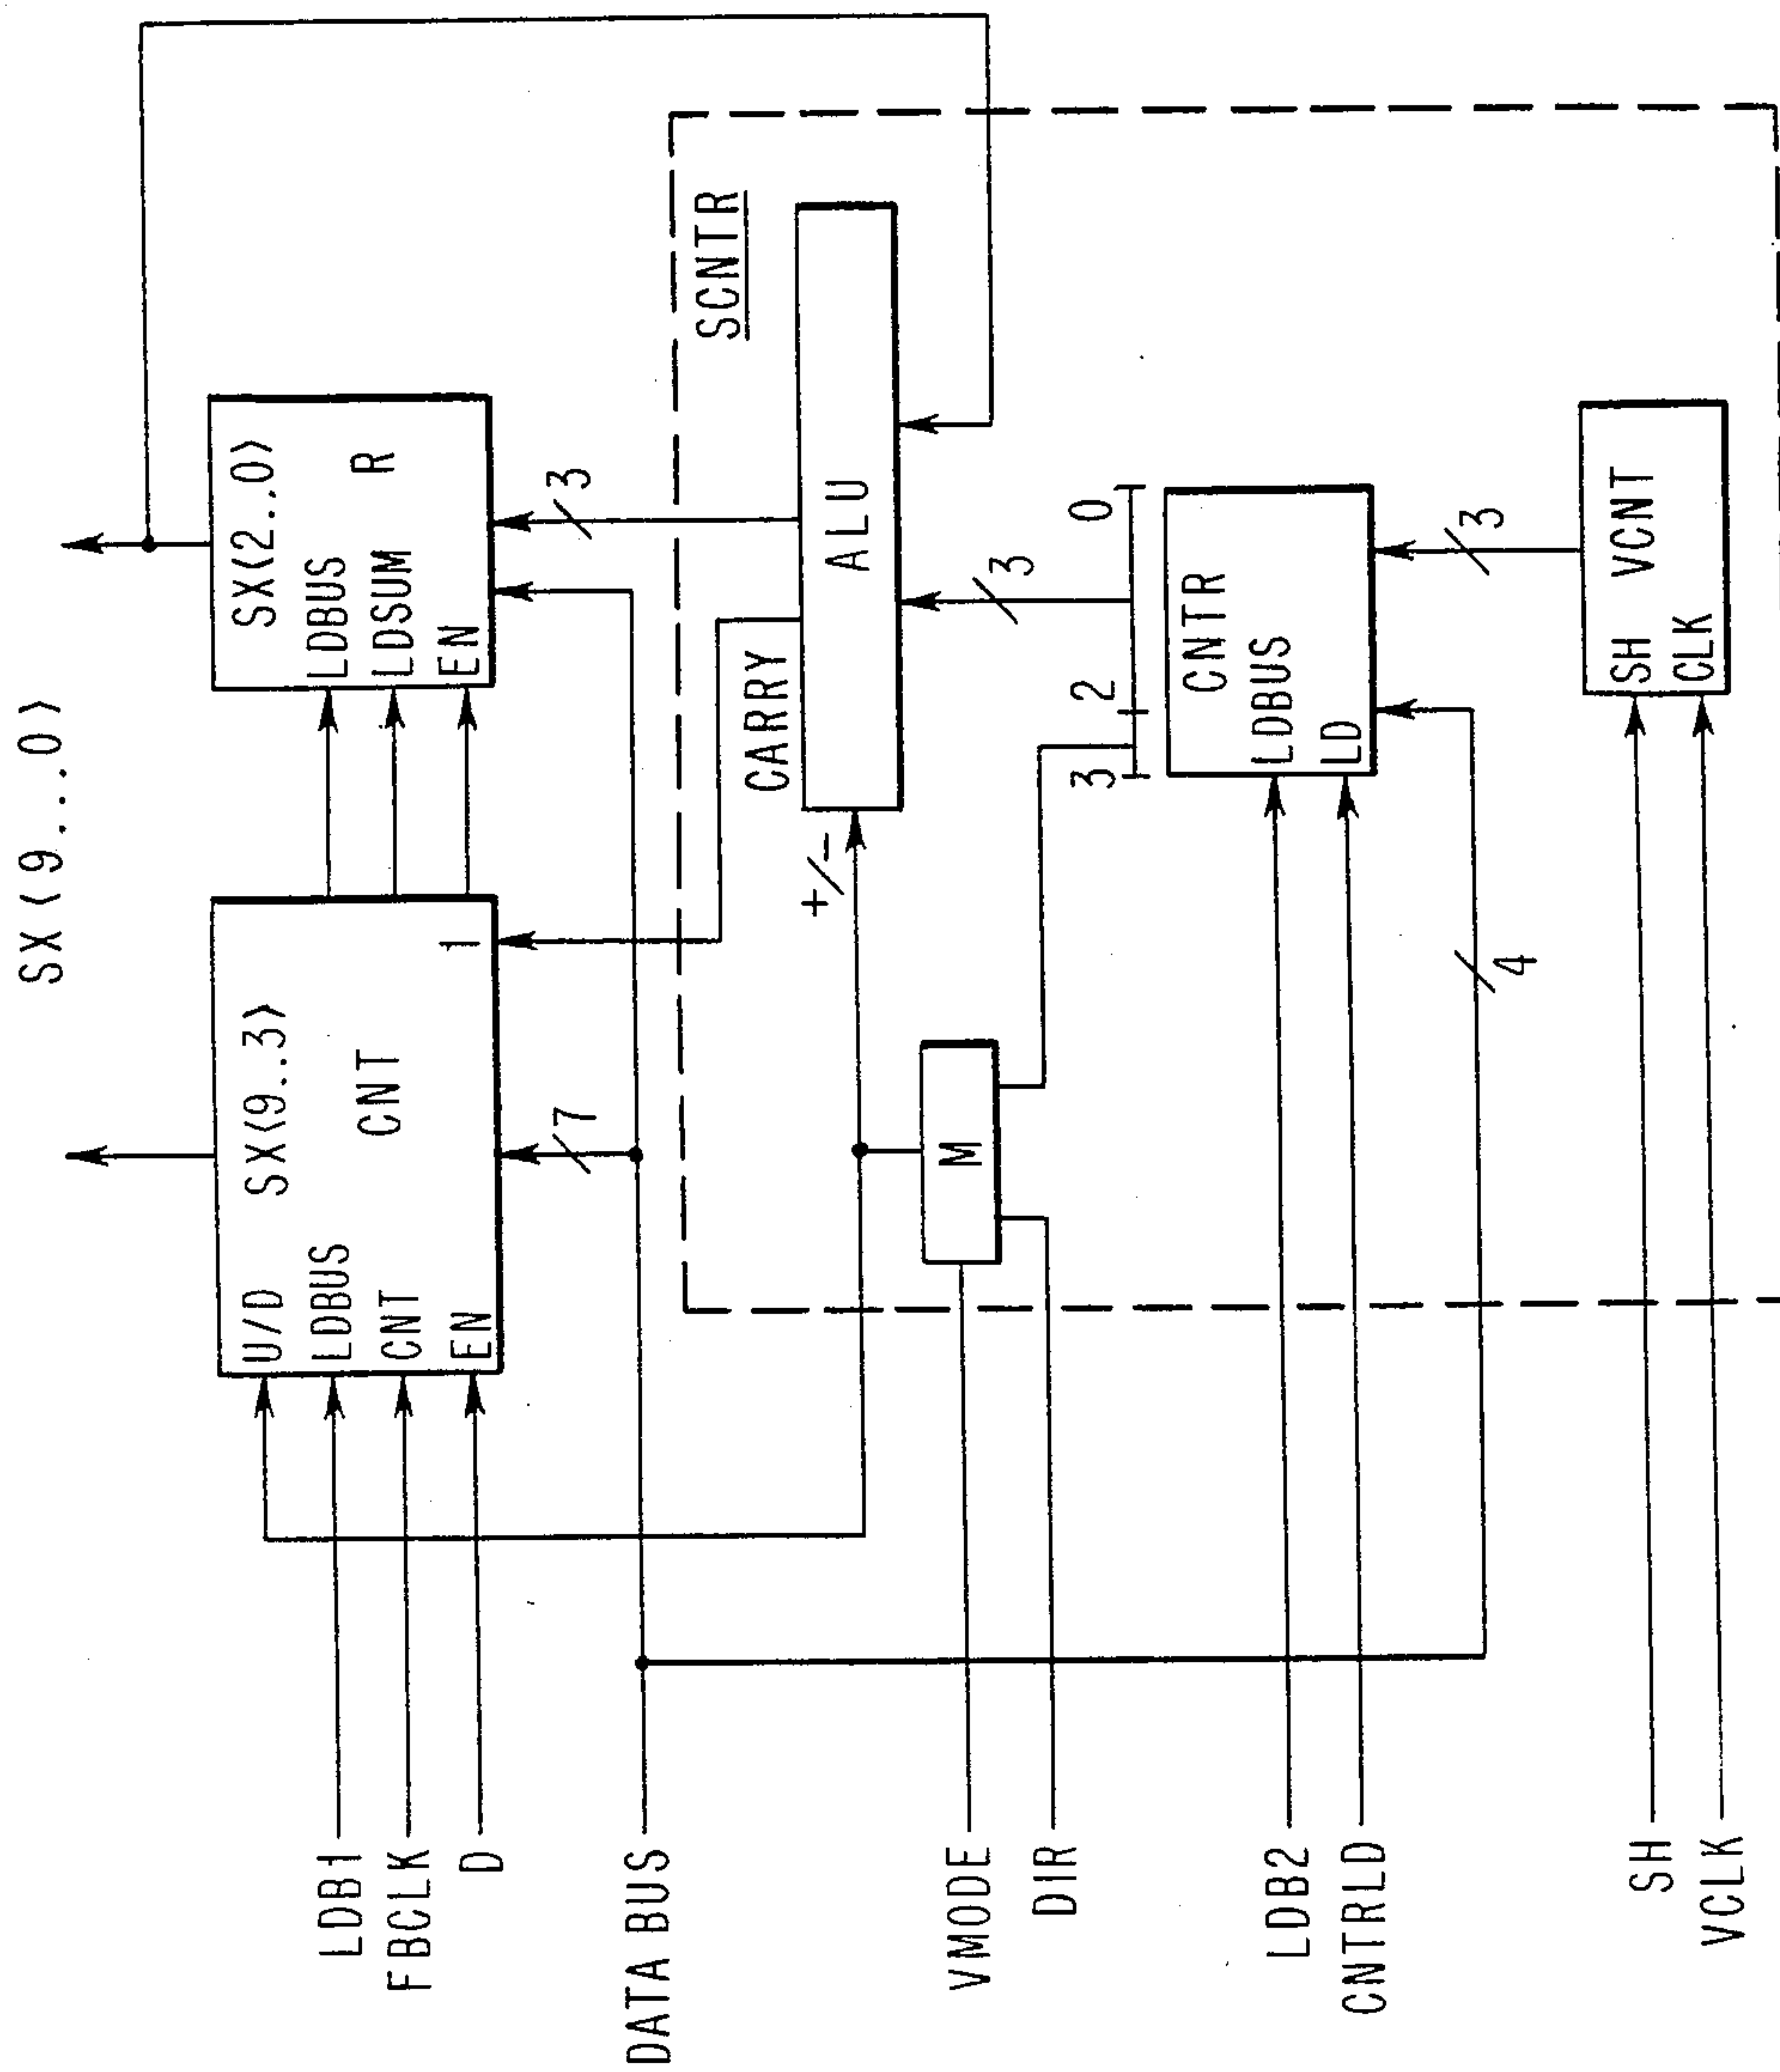 SX<9...0>
SX<9..3>
CNT
U/D
LDBUS
CNT
EN
1
SX<2..0>
R
LDBUS
LDSUM
EN
LDB1
FBCLK
D
7
3
DATA BUS
SCNTR
CARRY
+/-
ALU
VMODE
DIR
M
3
3 2 0
CNTR
LDBUS
LD
LDB2
CNTRLD
4
3
VCNT
SH
CLK
SH
VCLK